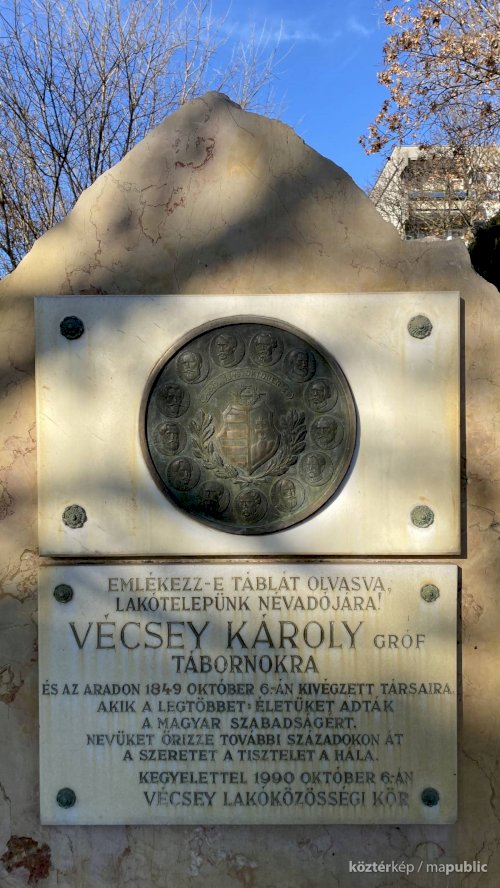 EMLÉKEZZ-E TÁBLÁT OLVASVA,
LAKÓTELEPÜNK NÉVADÓJÁRA!
VÉCSEY KÁROLY GRÓF
TÁBORNOKRA
ÉS AZ ARADON 1849 OKTÓBER 6-ÁN KIVÉGZETT TÁRSAIRA.
AKIK A LEGTÖBBET: ÉLETÜKET ADTÁK
A MAGYAR SZABADSÁGÉRT.
NEVÜKET ŐRIZZE TOVÁBBI SZÁZADOKON ÁT
A SZERETET A TISZTELET A HÁLA.
KEGYELETTEL 1990 OKTÓBER 6-ÁN
VÉCSEY LAKÓKÖZÖSSÉGI KÖR
köztérkép / mapublic